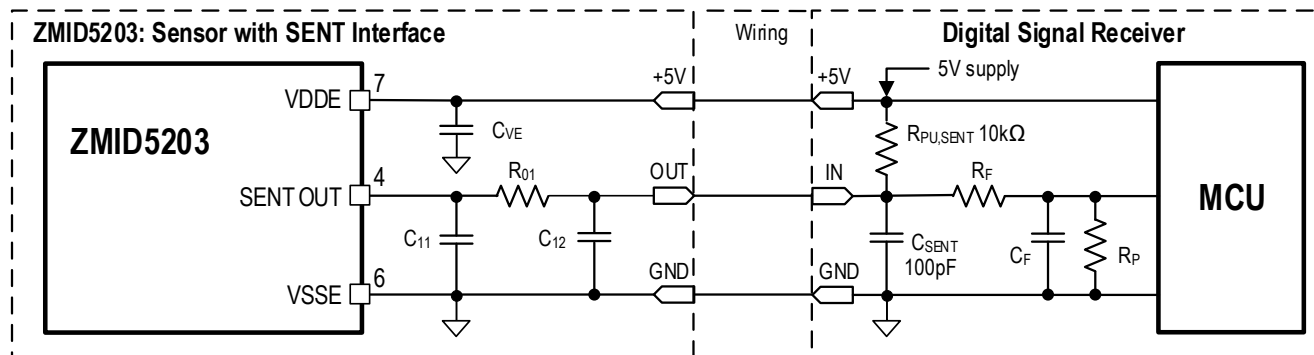 ZMID5203: Sensor with SENT Interface
Wiring
Digital Signal Receiver
ZMID5203
VDDE
7
+5V
+5V
5V supply
MCU
CVE
RPU,SENT 10kΩ
SENT OUT
4
R01
OUT
IN
RF
C11
C12
CSENT
100pF
CF
RP
VSSE
6
GND
GND